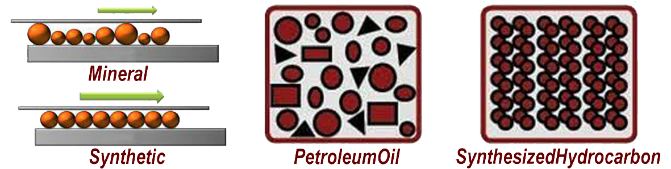 Mineral
Synthetic
PetroleumOil
SynthesizedHydrocarbon